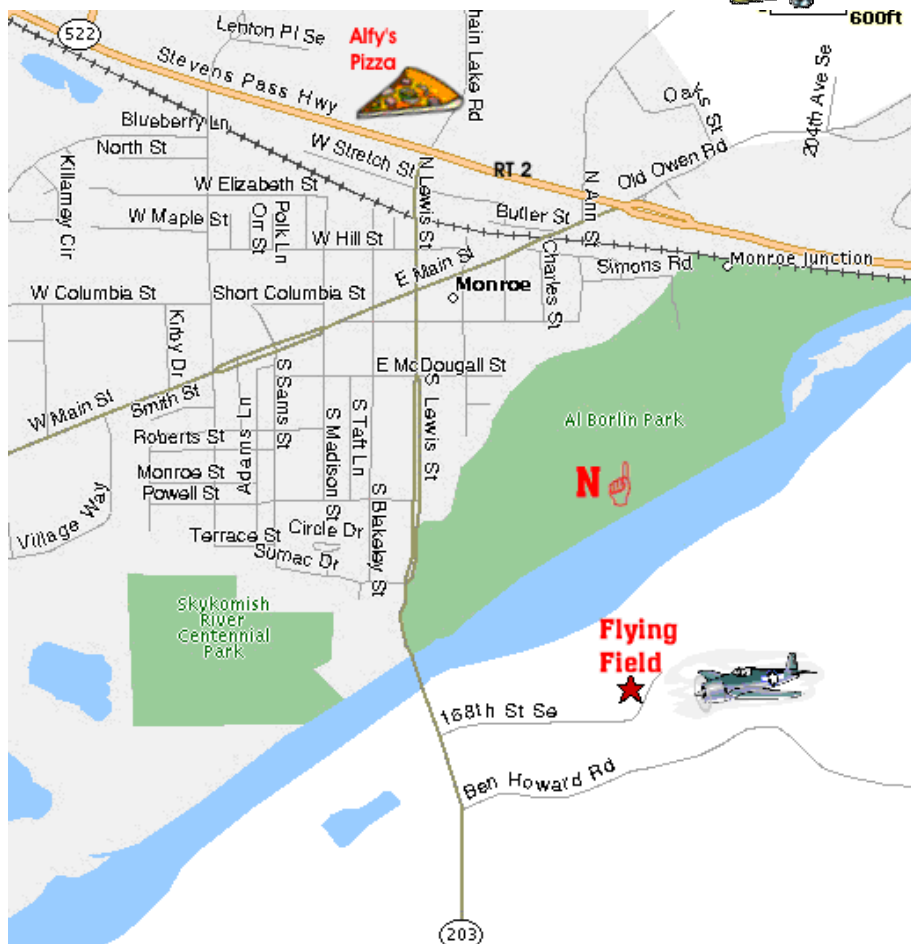 600ft
522
Lenton Pl Se
Alfy's
Pizza
hain Lake Rd
Stevens Pass Hwy
204th Ave Se
Blueberry Ln
North St
W Stretch St
N Lewis St
RT 2
N Ann St
Old Owen Rd
Killarney Cir
W Elizabeth St
Butler St
W Maple St
Orr St
Polk Ln
W Hill St
E Main St
Charles St
Simons Rd
Monroe Junction
W Columbia St
Short Columbia St
Monroe
Kirby Dr
E McDougall St
S Sams St
S Lewis St
W Main St
Smith St
Adams Ln
S Madison St
S Taft Ln
Al Borlin Park
Roberts St
Monroe St
Powell St
N
S Blakeley St
Village Way
Terrace St
Circle Dr
Sumac Dr
Skykomish
River
Centennial
Park
Flying
Field
168th St Se
Ben Howard Rd
203